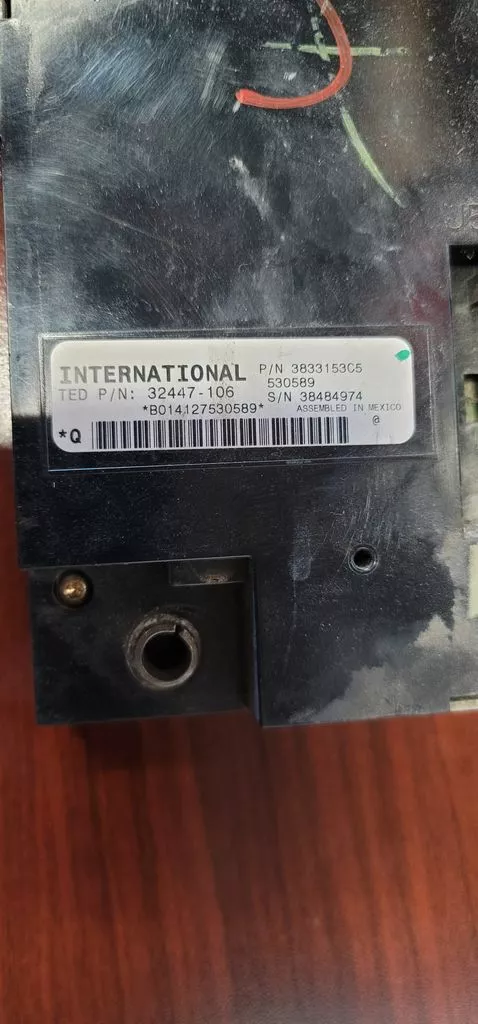 INTERNATIONAL P/N 3833153C5
530589
TED P/N: 32447-106 S/N 38484974
*B014127530589* ASSEMBLED IN MEXICO
*Q @